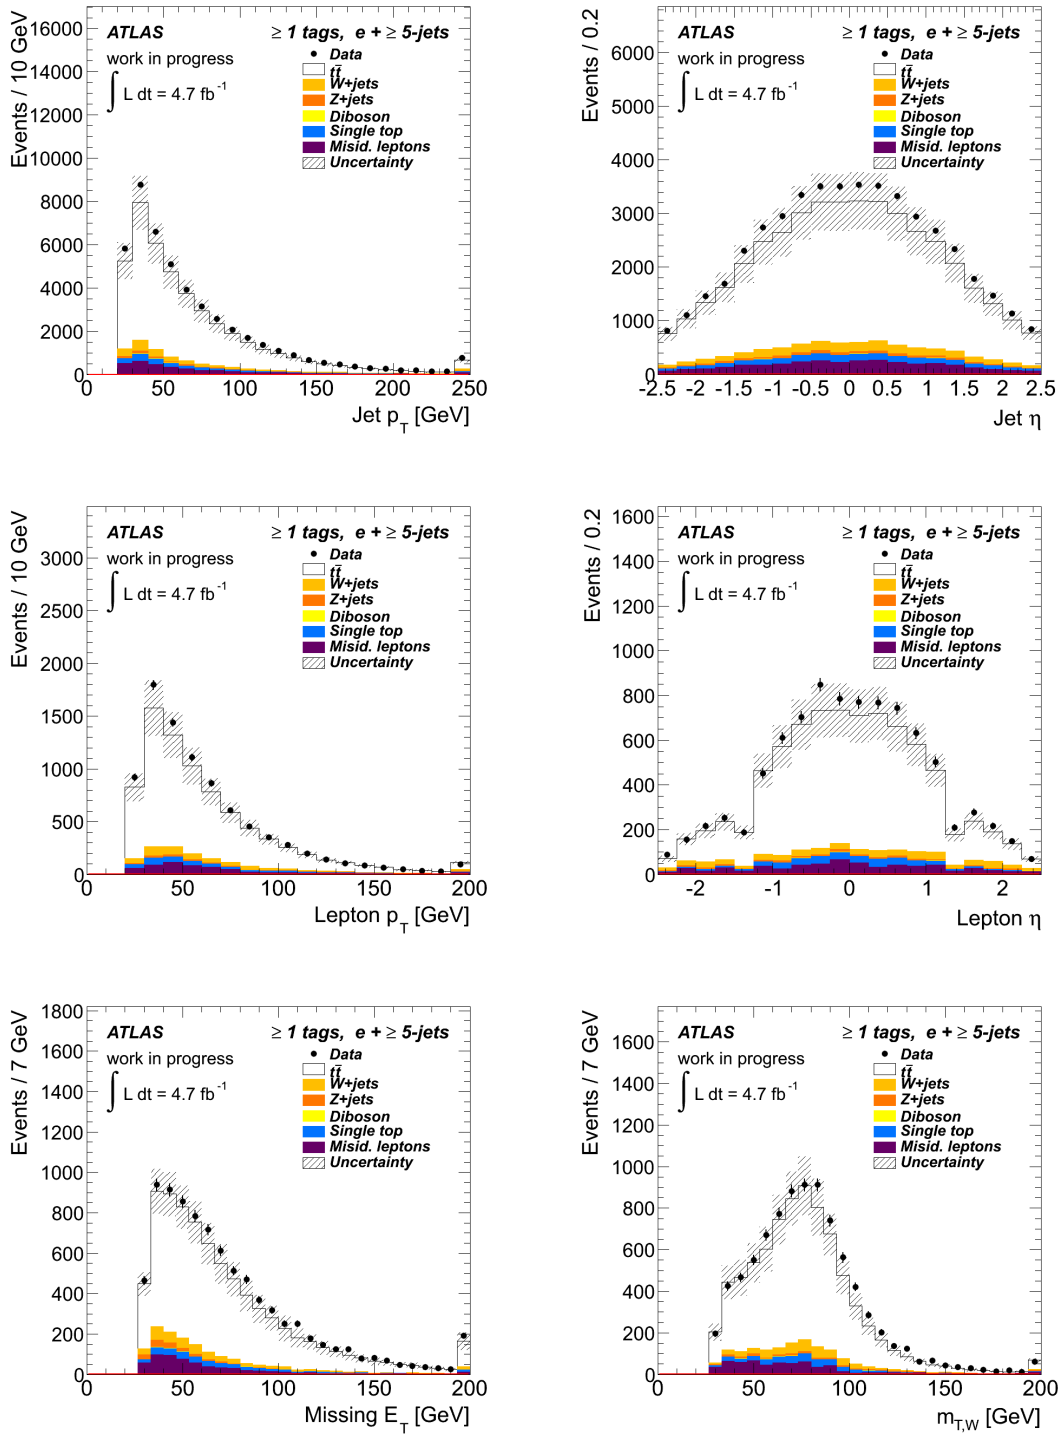 Events / 10 GeV
16000
14000
12000
10000
8000
6000
4000
2000
0
ATLAS
≥ 1 tags, e + ≥ 5-jets
work in progress
∫ L dt = 4.7 fb⁻¹
Data
tt̄
W+jets
Z+jets
Diboson
Single top
Misid. leptons
Uncertainty
0 50 100 150 200 250
Jet p_T [GeV]
Events / 0.2
6000
5000
4000
3000
2000
1000
0
ATLAS
≥ 1 tags, e + ≥ 5-jets
work in progress
∫ L dt = 4.7 fb⁻¹
Data
tt̄
W+jets
Z+jets
Diboson
Single top
Misid. leptons
Uncertainty
-2.5 -2 -1.5 -1 -0.5 0 0.5 1 1.5 2 2.5
Jet η
Events / 10 GeV
3000
2500
2000
1500
1000
500
0
ATLAS
≥ 1 tags, e + ≥ 5-jets
work in progress
∫ L dt = 4.7 fb⁻¹
Data
tt̄
W+jets
Z+jets
Diboson
Single top
Misid. leptons
Uncertainty
0 50 100 150 200
Lepton p_T [GeV]
Events / 0.2
1600
1400
1200
1000
800
600
400
200
0
ATLAS
≥ 1 tags, e + ≥ 5-jets
work in progress
∫ L dt = 4.7 fb⁻¹
Data
tt̄
W+jets
Z+jets
Diboson
Single top
Misid. leptons
Uncertainty
-2 -1 0 1 2
Lepton η
Events / 7 GeV
1800
1600
1400
1200
1000
800
600
400
200
0
ATLAS
≥ 1 tags, e + ≥ 5-jets
work in progress
∫ L dt = 4.7 fb⁻¹
Data
tt̄
W+jets
Z+jets
Diboson
Single top
Misid. leptons
Uncertainty
0 50 100 150 200
Missing E_T [GeV]
Events / 7 GeV
1600
1400
1200
1000
800
600
400
200
0
ATLAS
≥ 1 tags, e + ≥ 5-jets
work in progress
∫ L dt = 4.7 fb⁻¹
Data
tt̄
W+jets
Z+jets
Diboson
Single top
Misid. leptons
Uncertainty
0 50 100 150 200
m_T,W [GeV]